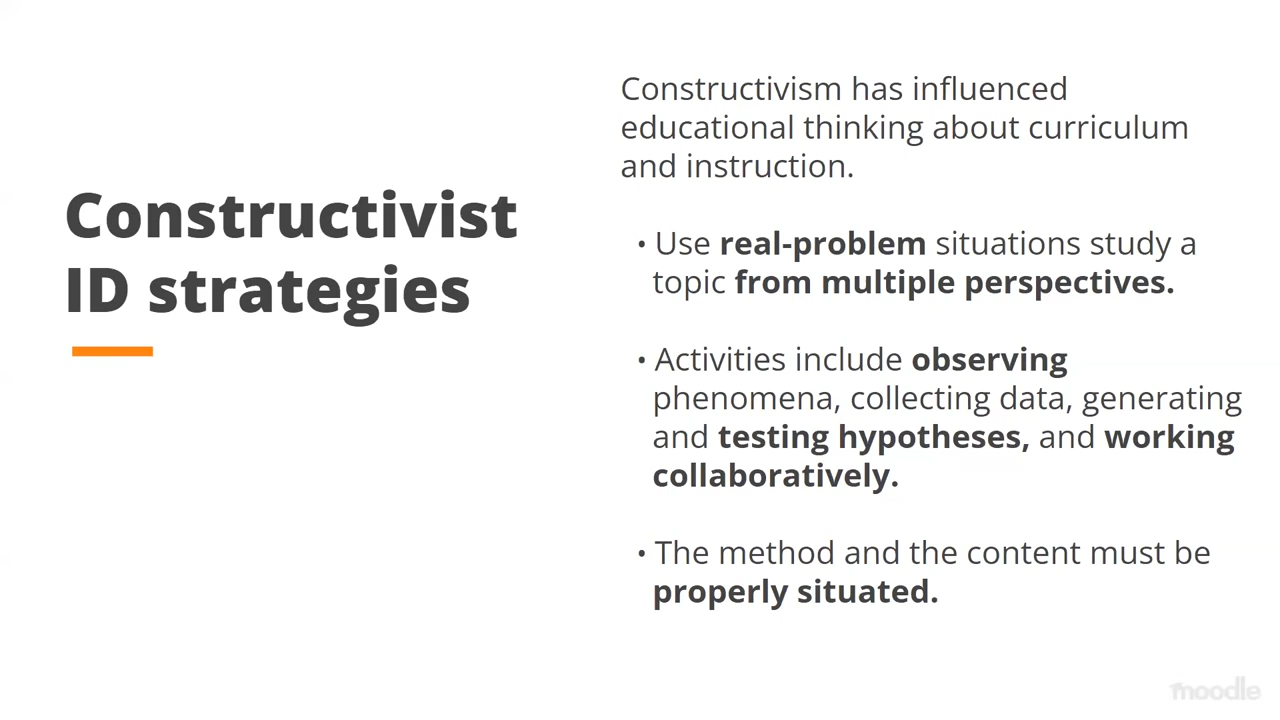 Constructivist
ID strategies
Constructivism has influenced
educational thinking about curriculum
and instruction.
• Use real-problem situations study a
topic from multiple perspectives.
• Activities include observing
phenomena, collecting data, generating
and testing hypotheses, and working
collaboratively.
• The method and the content must be
properly situated.
moodle